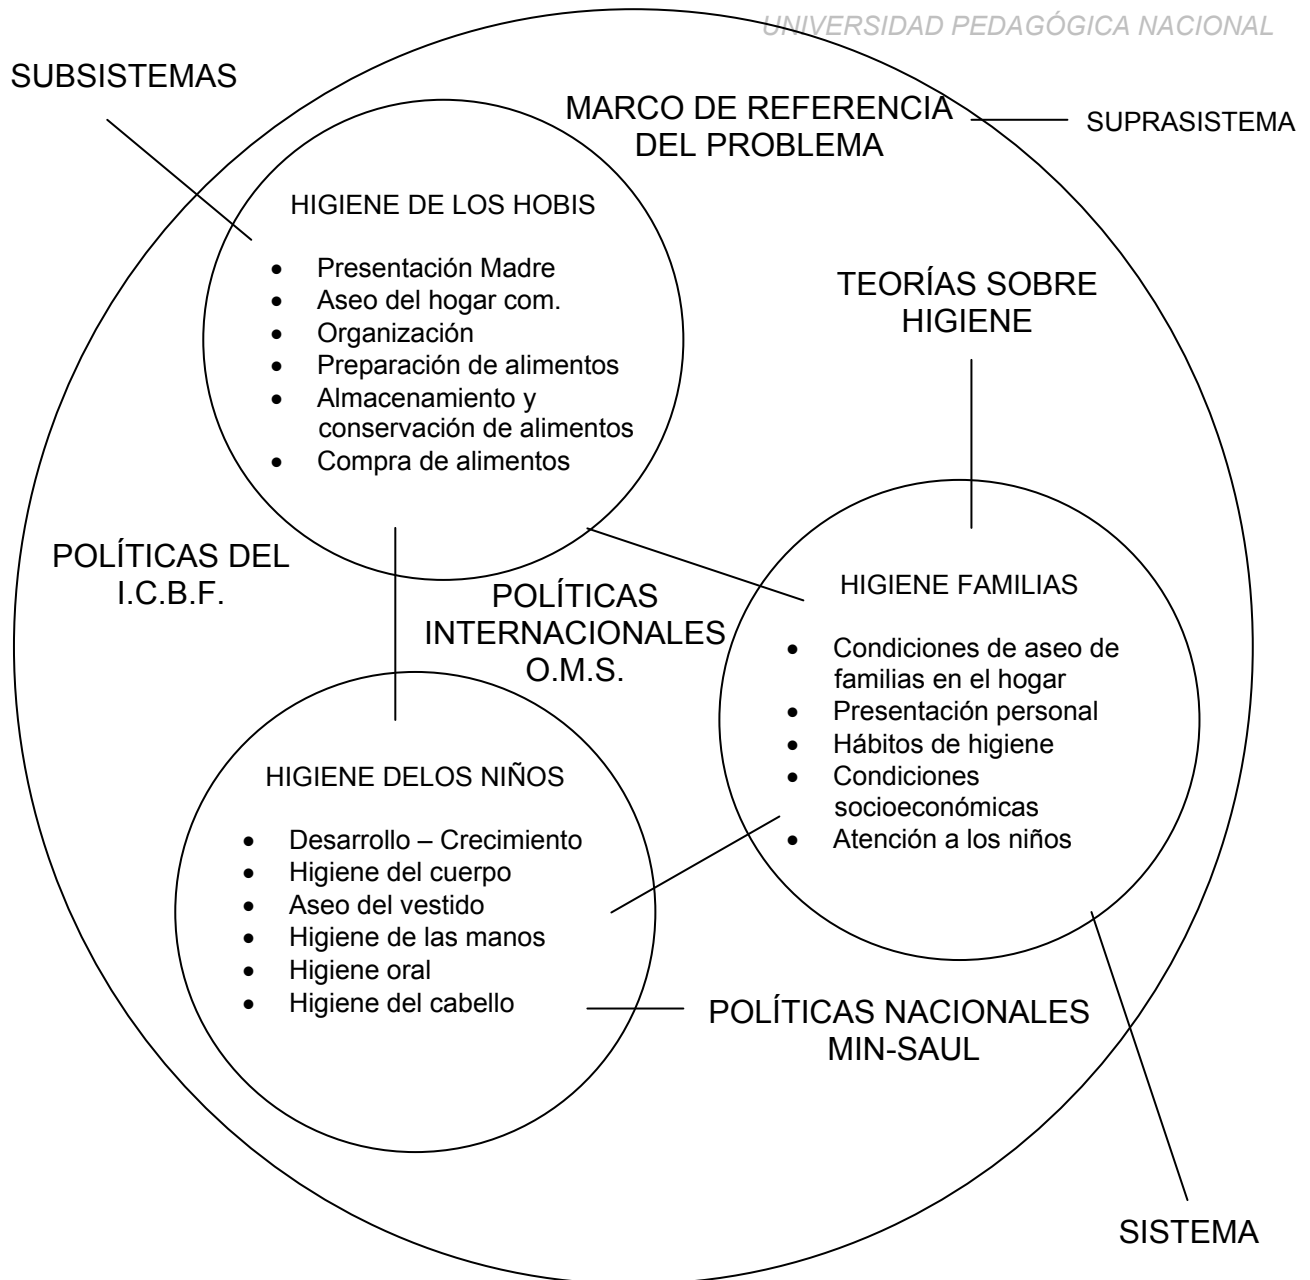 UNIVERSIDAD PEDAGÓGICA NACIONAL
SUBSISTEMAS
MARCO DE REFERENCIA
DEL PROBLEMA
SUPRASISTEMA
HIGIENE DE LOS HOBIS
• Presentación Madre
• Aseo del hogar com.
• Organización
• Preparación de alimentos
• Almacenamiento y
conservación de alimentos
• Compra de alimentos
TEORÍAS SOBRE
HIGIENE
POLÍTICAS DEL
I.C.B.F.
POLÍTICAS
INTERNACIONALES
O.M.S.
HIGIENE FAMILIAS
• Condiciones de aseo de
familias en el hogar
• Presentación personal
• Hábitos de higiene
• Condiciones
socioeconómicas
• Atención a los niños
HIGIENE DELOS NIÑOS
• Desarrollo – Crecimiento
• Higiene del cuerpo
• Aseo del vestido
• Higiene de las manos
• Higiene oral
• Higiene del cabello
POLÍTICAS NACIONALES
MIN-SAUL
SISTEMA